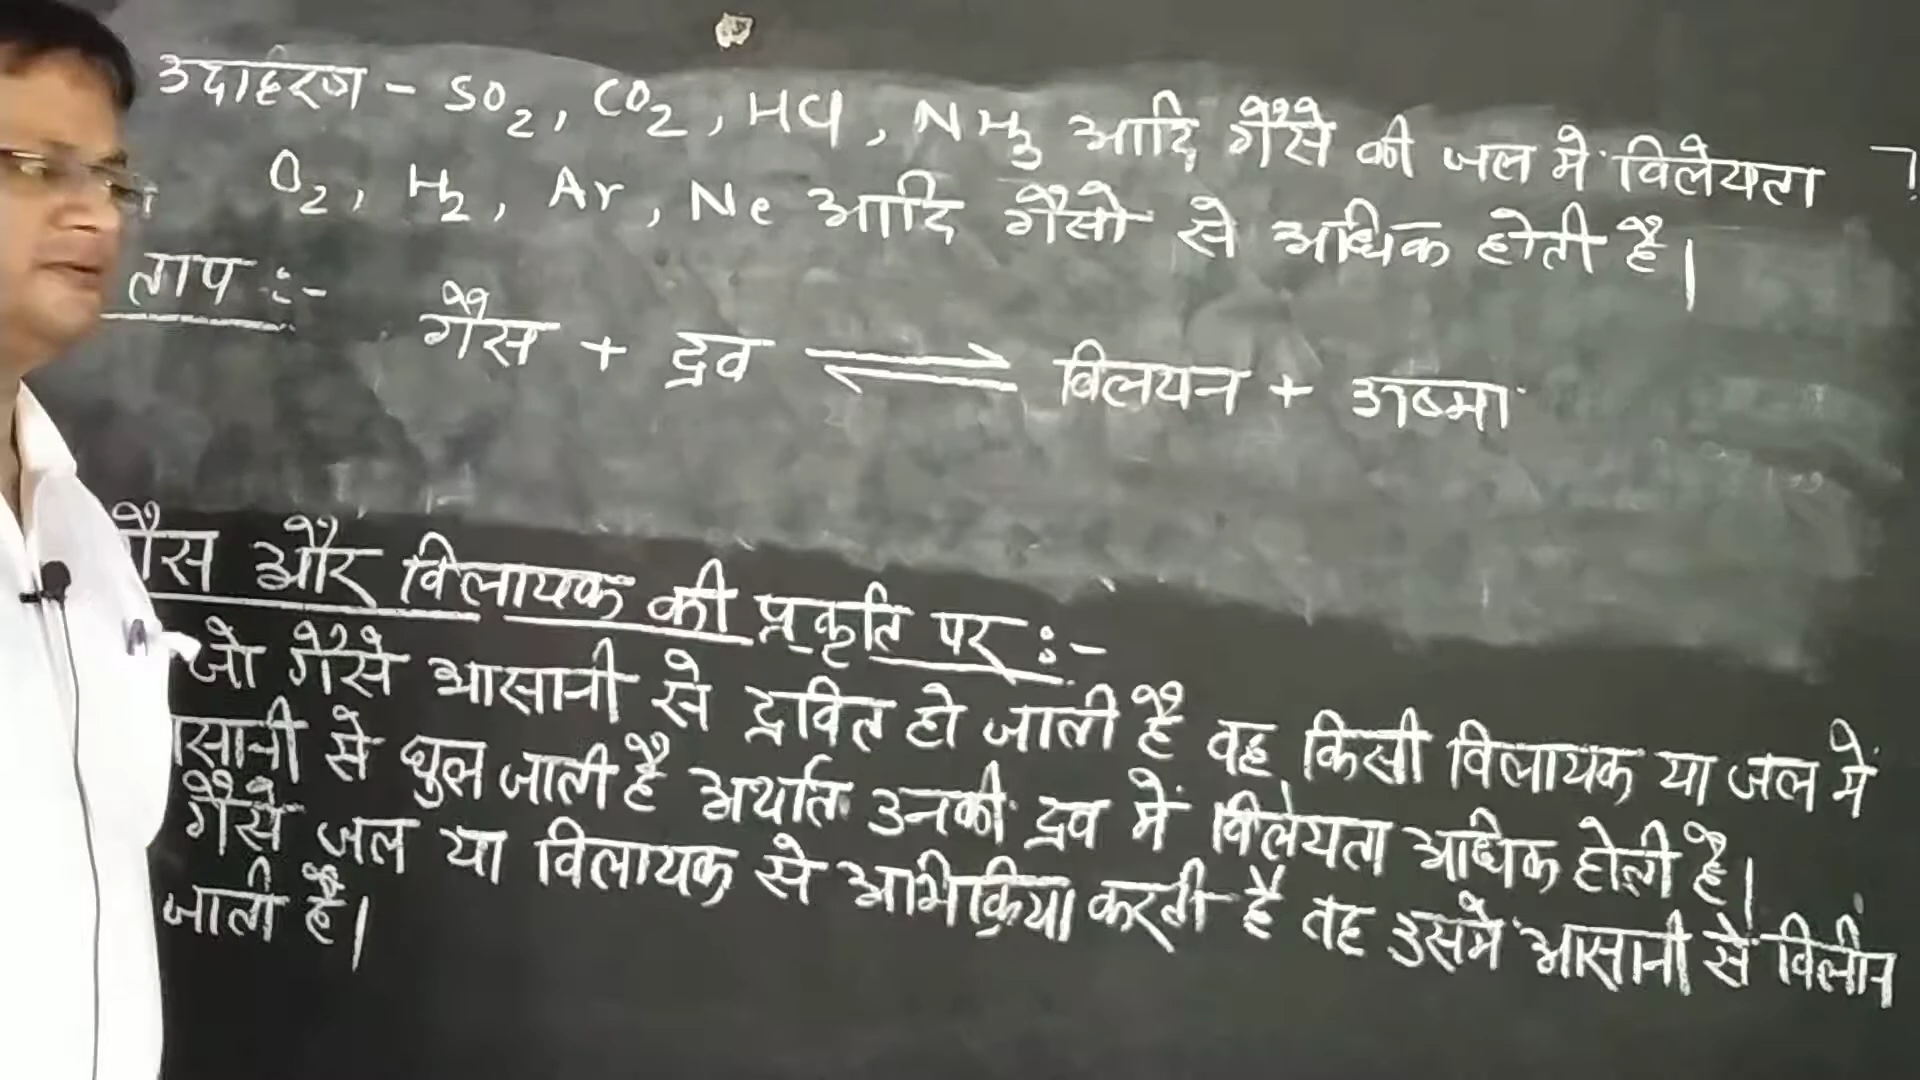 उदाहरण - SO2, CO2, HCl, NH3 आदि गैसे की जल मे विलेयता
O2, H2, Ar, Ne आदि गैसो से अधिक होती है।
ताप :-
गैस + द्रव ⇌ विलयन + उष्मा
गैस और विलायक की प्रकृति पर :-
जो गैसे आसानी से द्रवित हो जाती है वह किसी विलायक या जल में
सानी से घुल जाती है अर्थात उनकी द्रव में विलेयता अधिक होती है।
गैसे जल या विलायक से अभिक्रिया करती है वह उसमे आसानी से विलीन
जाती है।